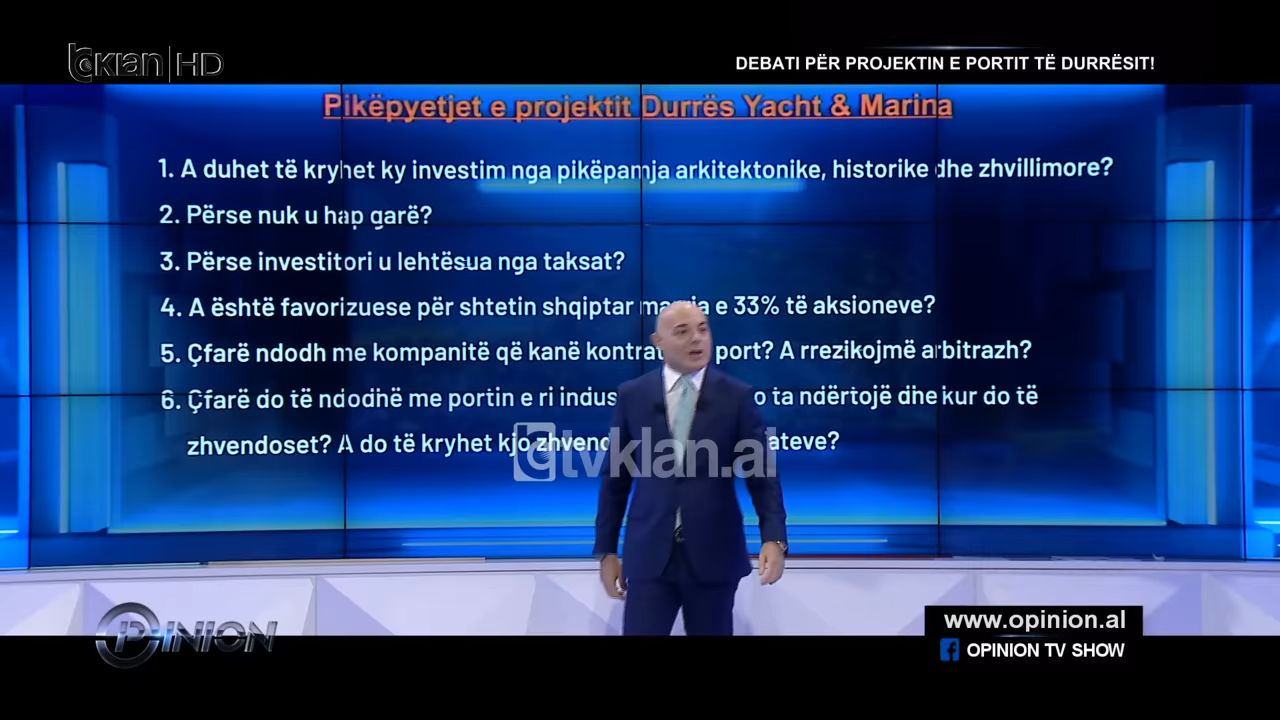 tvklan HD
DEBATI PËR PROJEKTIN E PORTIT TË DURRËSIT!
Pikëpyetjet e projektit Durrës Yacht & Marina
1. A duhet të kryhet ky investim nga pikëpamja arkitektonike, historike dhe zhvillimore?
2. Përse nuk u hap garë?
3. Përse investitori u lehtësua nga taksat?
4. A është favorizuese për shtetin shqiptar e 33% të aksioneve?
5. Çfarë ndodh me kompanitë që kanë port? A rrezikojmë arbitrazh?
6. Çfarë do të ndodhë me portin e ri ta ndërtojë dhe kur do të
zhvendoset? A do të kryhet kjo
tvklan.al
OPINION
www.opinion.al
OPINION TV SHOW